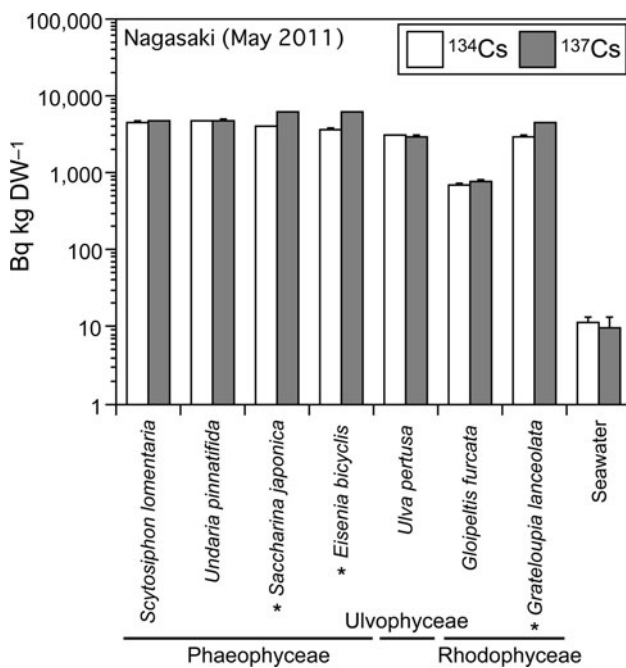 100,000
Nagasaki (May 2011)
¹³⁴Cs
¹³⁷Cs
10,000
1,000
100
10
1
Bq kg DW⁻¹
Scytosiphon lomentaria
Undaria pinnatifida
* Saccharina japonica
* Eisenia bicyclis
Ulva pertusa
Gloipeltis furcata
* Grateloupia lanceolata
Seawater
Ulvophyceae
Phaeophyceae
Rhodophyceae